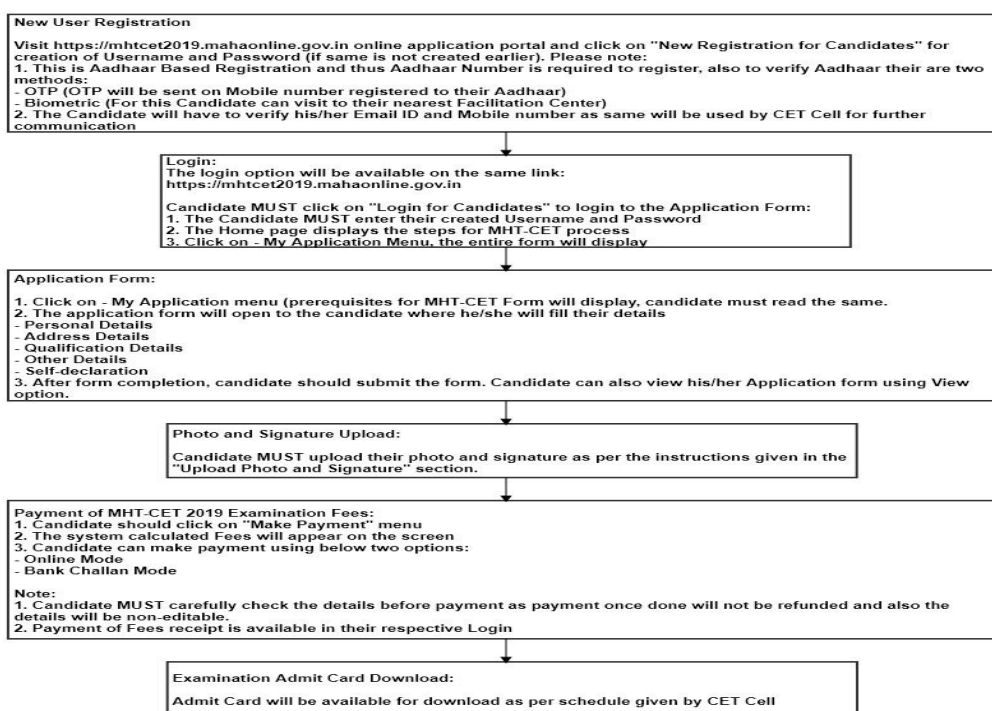 New User Registration
Visit https://mhtcet2019.mahaonline.gov.in online application portal and click on "New Registration for Candidates" for
creation of Username and Password (if same is not created earlier). Please note:
1. This is Aadhaar Based Registration and thus Aadhaar Number is required to register, also to verify Aadhaar their are two
methods:
- OTP (OTP will be sent on Mobile number registered to their Aadhaar)
- Biometric (For this Candidate can visit to their nearest Facilitation Center)
2. The Candidate will have to verify his/her Email ID and Mobile number as same will be used by CET Cell for further
communication
Login:
The login option will be available on the same link:
https://mhtcet2019.mahaonline.gov.in
Candidate MUST click on "Login for Candidates" to login to the Application Form:
1. The Candidate MUST enter their created Username and Password
2. The Home page displays the steps for MHT-CET process
3. Click on - My Application Menu, the entire form will display
Application Form:
1. Click on - My Application menu (prerequisites for MHT-CET Form will display, candidate must read the same.
2. The application form will open to the candidate where he/she will fill their details
- Personal Details
- Address Details
- Qualification Details
- Other Details
- Self-declaration
3. After form completion, candidate should submit the form. Candidate can also view his/her Application form using View
option.
Photo and Signature Upload:
Candidate MUST upload their photo and signature as per the instructions given in the
"Upload Photo and Signature" section.
Payment of MHT-CET 2019 Examination Fees:
1. Candidate should click on "Make Payment" menu
2. The system calculated Fees will appear on the screen
3. Candidate can make payment using below two options:
- Online Mode
- Bank Challan Mode
Note:
1. Candidate MUST carefully check the details before payment as payment once done will not be refunded and also the
details will be non-editable.
2. Payment of Fees receipt is available in their respective Login
Examination Admit Card Download:
Admit Card will be available for download as per schedule given by CET Cell